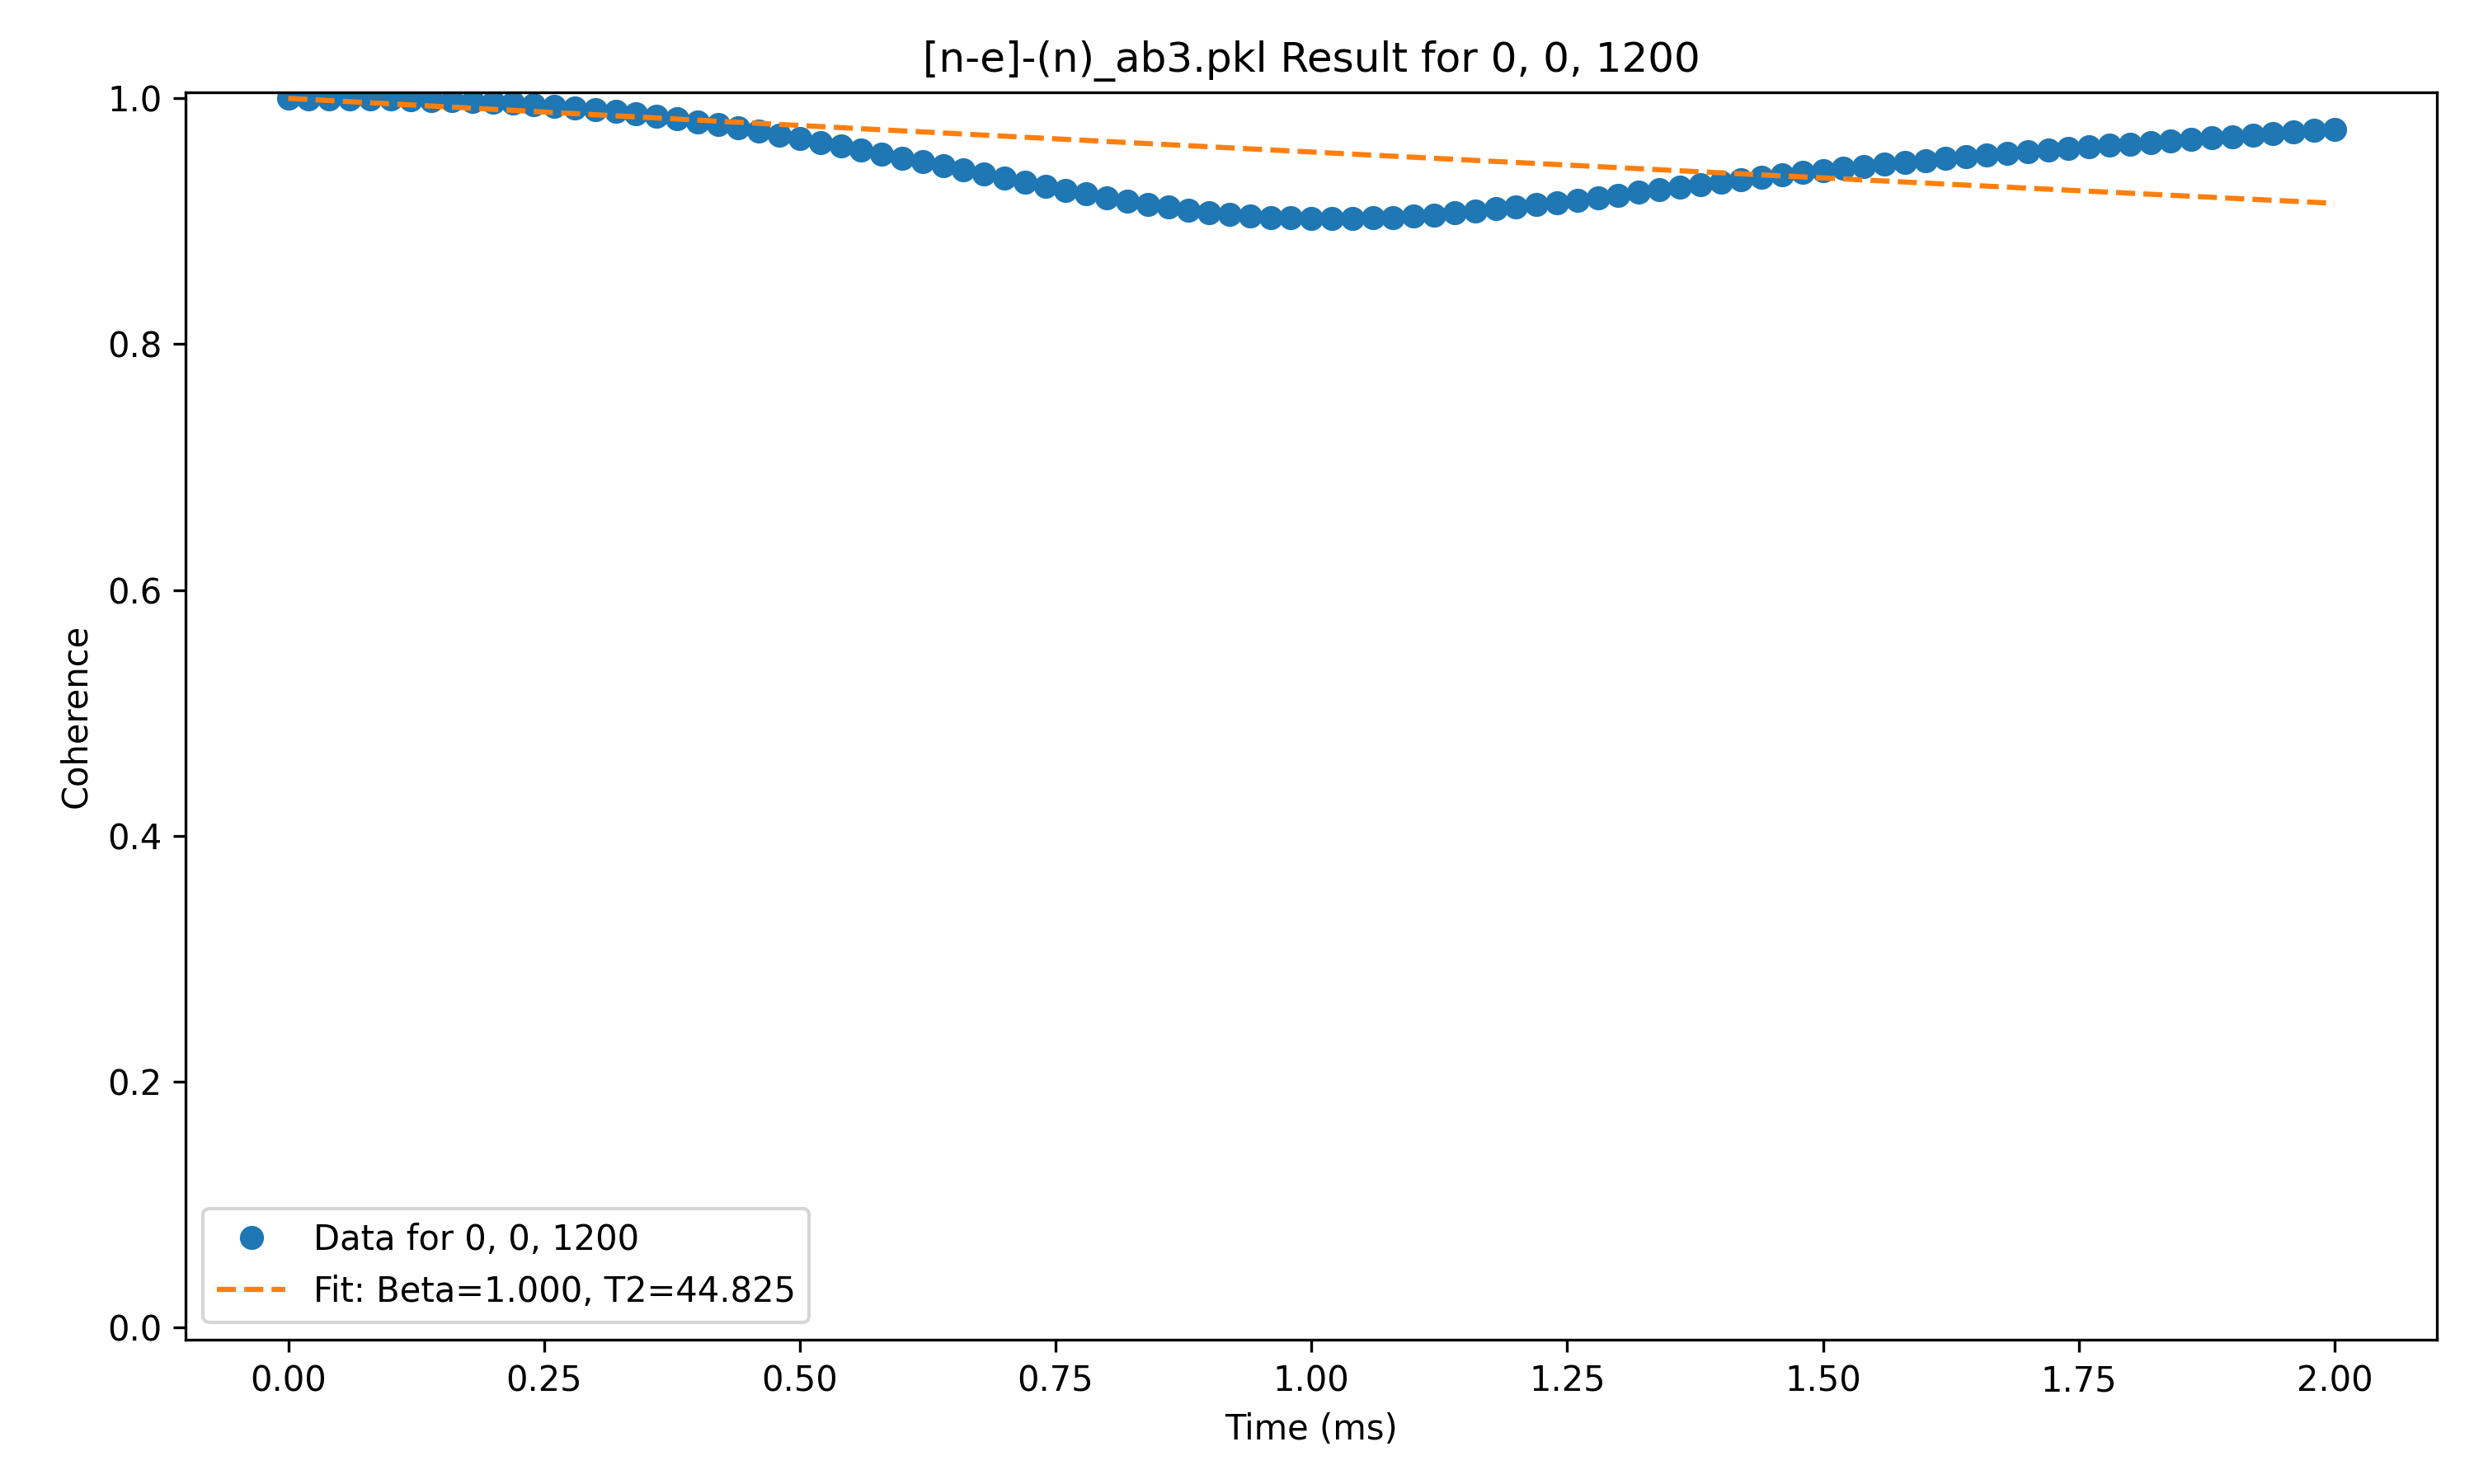 [n-e]-(n)_ab3.pkl Result for 0, 0, 1200
1.0
0.8
0.6
0.4
0.2
0.0
Coherence
Data for 0, 0, 1200
Fit: Beta=1.000, T2=44.825
0.00 0.25 0.50 0.75 1.00 1.25 1.50 1.75 2.00
Time (ms)